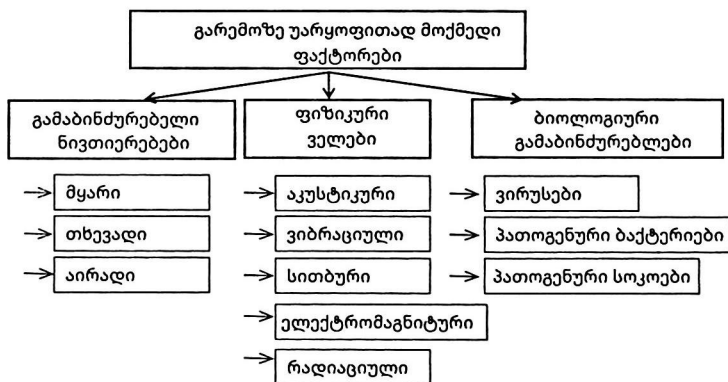 გარემოზე უარყოფითად მოქმედი
ფაქტორები
გამაბინძურებელი
ნივთიერებები
მყარი
თხევადი
აირადი
ფიზიკური
ველები
აკუსტიკური
ვიბრაციული
სითბური
ელექტრომაგნიტური
რადიაციული
ბიოლოგიური
გამაბინძურებლები
ვირუსები
პათოგენური ბაქტერიები
პათოგენური სოკოები